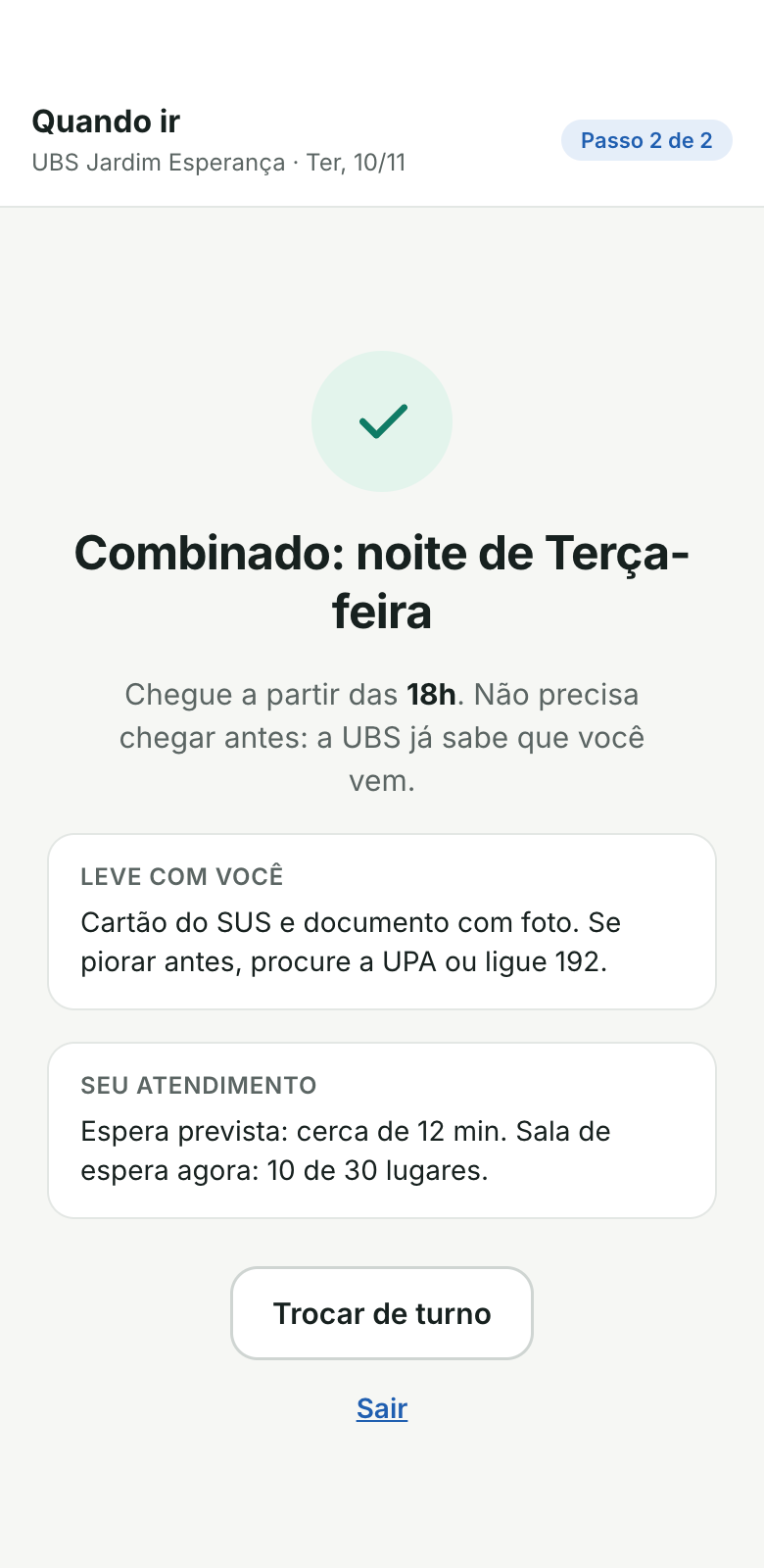 Quando ir
UBS Jardim Esperança · Ter, 10/11
Passo 2 de 2
Combinado: noite de Terça-
feira
Chegue a partir das 18h. Não precisa
chegar antes: a UBS já sabe que você
vem.
LEVE COM VOCÊ
Cartão do SUS e documento com foto. Se
piorar antes, procure a UPA ou ligue 192.
SEU ATENDIMENTO
Espera prevista: cerca de 12 min. Sala de
espera agora: 10 de 30 lugares.
Trocar de turno
Sair